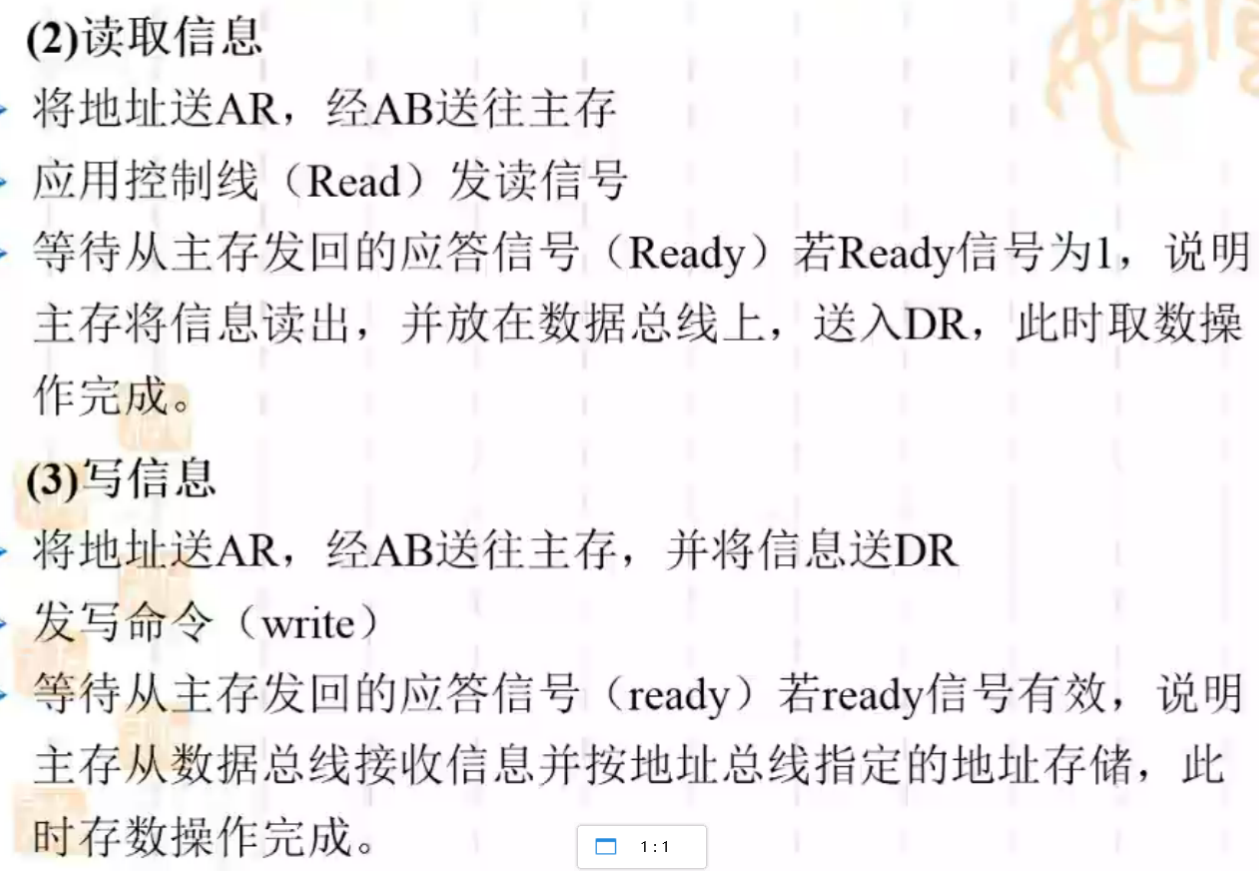 (2)读取信息
将地址送AR，经AB送往主存
应用控制线（Read）发读信号
等待从主存发回的应答信号（Ready）若Ready信号为1，说明
主存将信息读出，并放在数据总线上，送入DR，此时取数操
作完成。
(3)写信息
将地址送AR，经AB送往主存，并将信息送DR
发写命令（write）
等待从主存发回的应答信号（ready）若ready信号有效，说明
主存从数据总线接收信息并按地址总线指定的地址存储，此
时存数操作完成。
1:1